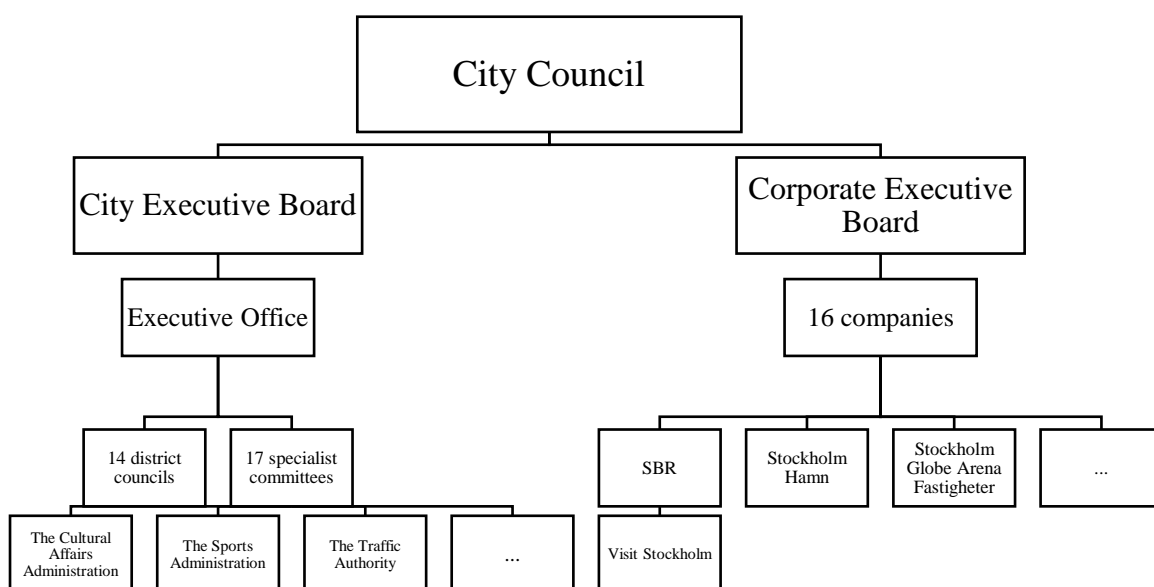 City Council
City Executive Board
Corporate Executive
Board
Executive Office
16 companies
14 district
councils
17 specialist
committees
SBR
Stockholm
Hamn
Stockholm
Globe Arena
Fastigheter
...
The Cultural
Affairs
Administration
The Sports
Administration
The Traffic
Authority
...
Visit Stockholm